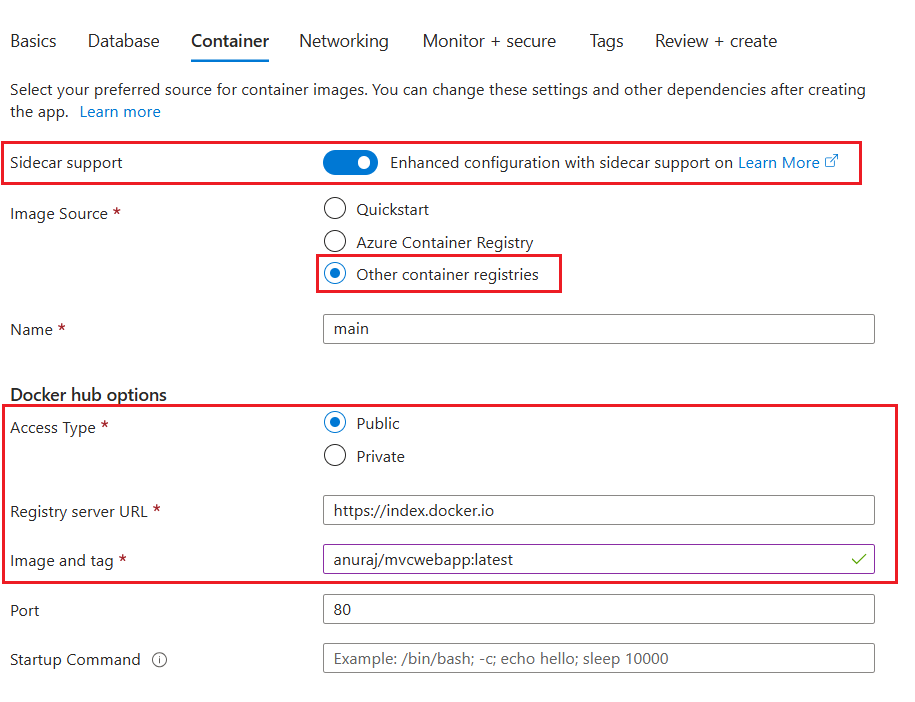 Basics Database Container Networking Monitor + secure Tags Review + create
Select your preferred source for container images. You can change these settings and other dependencies after creating
the app. Learn more
Sidecar support Enhanced configuration with sidecar support on Learn More
Image Source * Quickstart
Azure Container Registry
Other container registries
Name * main
Docker hub options
Access Type * Public
Private
Registry server URL * https://index.docker.io
Image and tag * anuraj/mvcwebapp:latest
Port 80
Startup Command Example: /bin/bash; -c; echo hello; sleep 10000